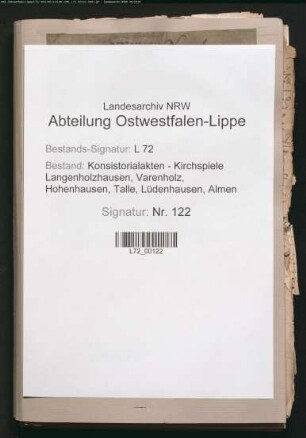 Landesarchiv NRW
Abteilung Ostwestfalen-Lippe
Bestands-Signatur: L 72
Bestand: Konsistorialakten - Kirchspiele
Langenholzhausen, Varenholz,
Hohenhausen, Talle, Lüdenhausen, Almen
Signatur: Nr. 122
L72_00122